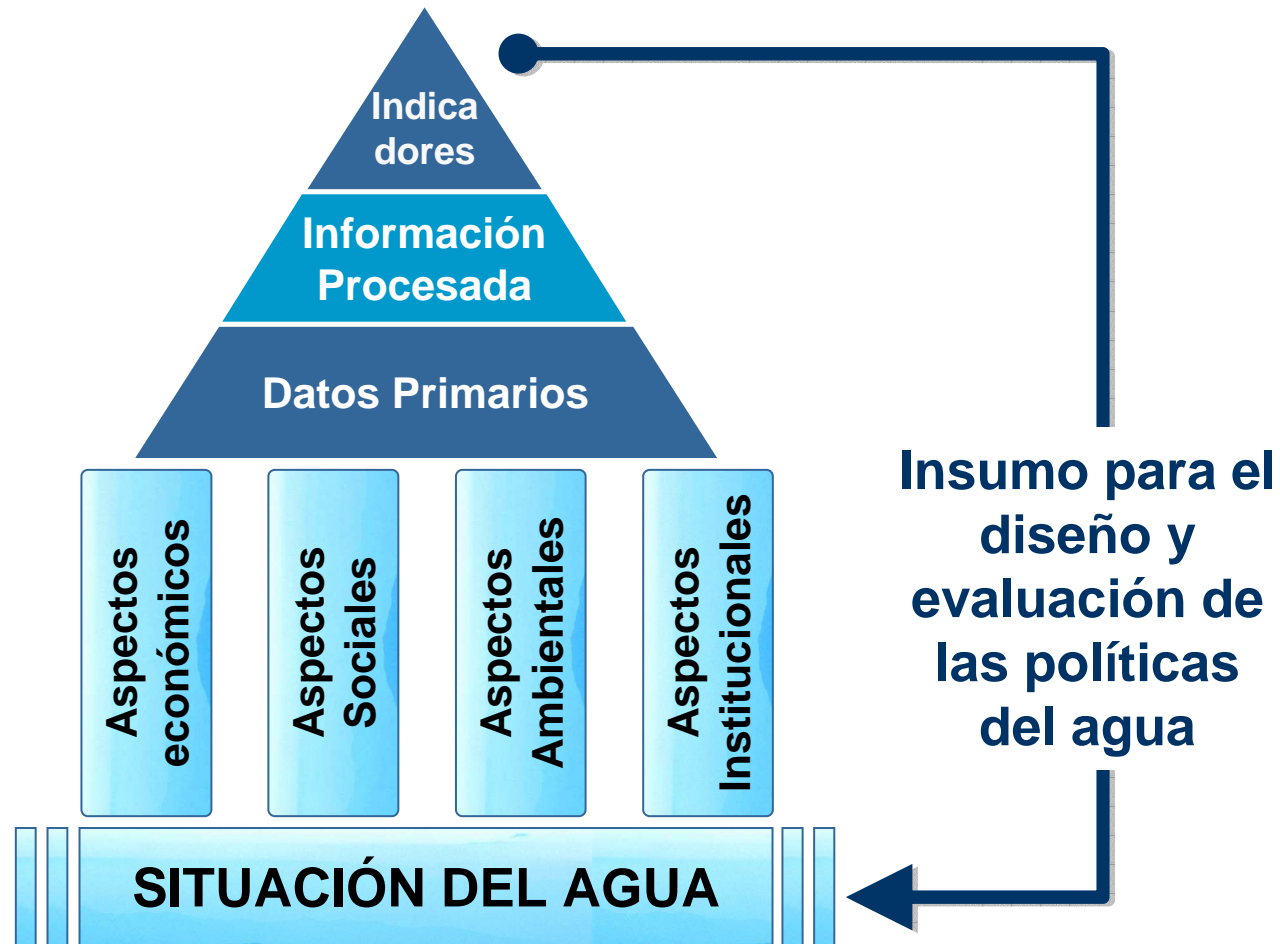 Indica
dores
Información
Procesada
Datos Primarios
Aspectos
económicos
Aspectos
Sociales
Aspectos
Ambientales
Aspectos
Institucionales
SITUACIÓN DEL AGUA
Insumo para el
diseño y
evaluación de
las políticas
del agua